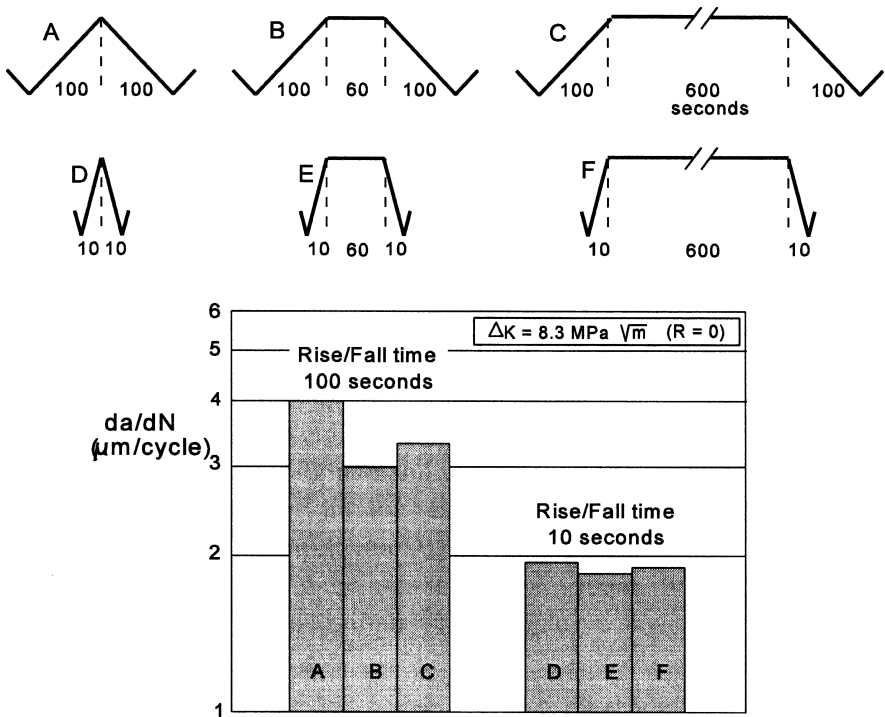 A B C
100 100 100 60 100 100 600 100
seconds
D E F
10 10 10 60 10 10 600 10
6
ΔK = 8.3 MPa √m (R = 0)
5
Rise/Fall time
100 seconds
4
da/dN
(μm/cycle)
3
Rise/Fall time
10 seconds
2
A B C D E F
1